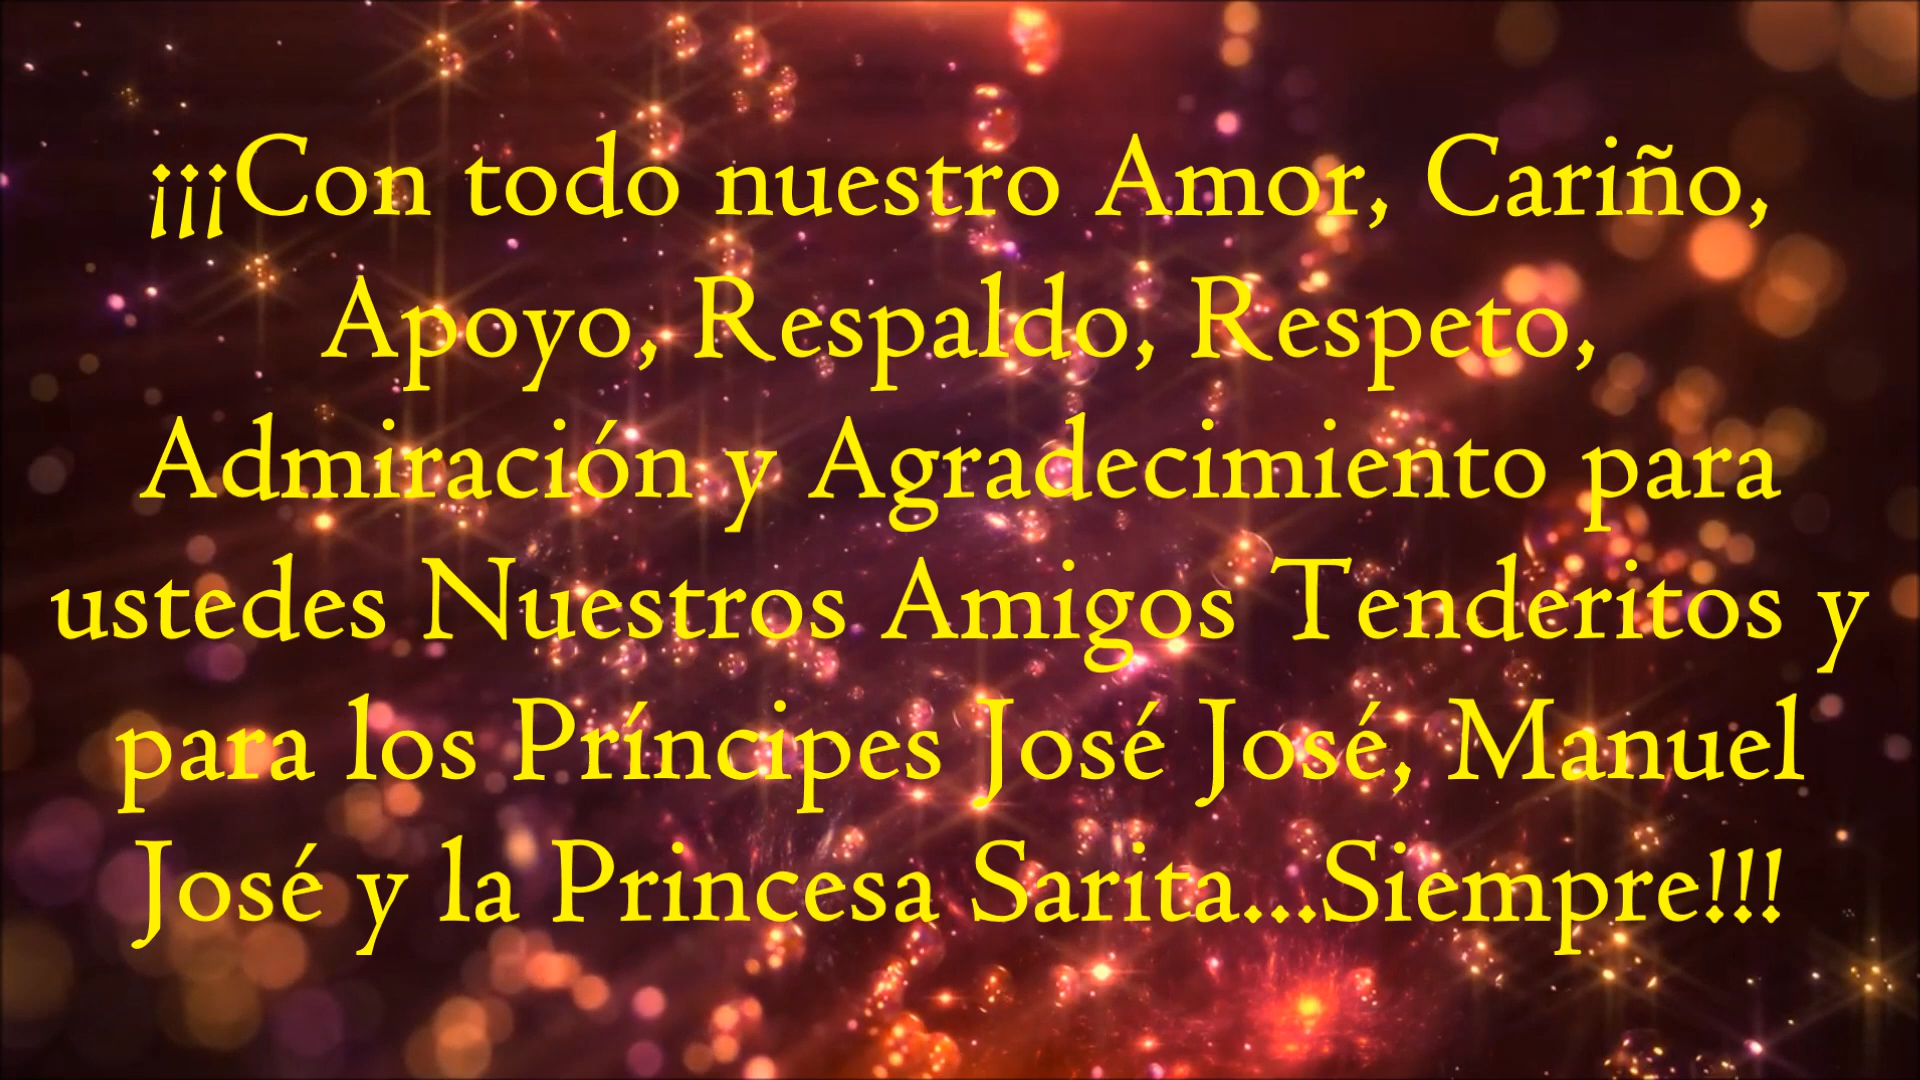 ¡¡¡Con todo nuestro Amor, Cariño,
Apoyo, Respaldo, Respeto,
Admiración y Agradecimiento para
ustedes Nuestros Amigos Tenderitos y
para los Príncipes José José, Manuel
José y la Princesa Sarita...Siempre!!!